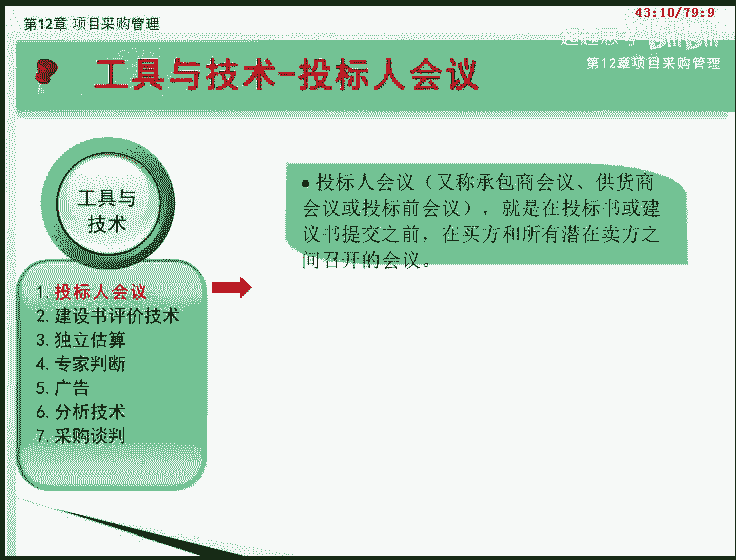 第12章 项目采购管理
43:10/79:9
工具与技术-投标人会议
第12章项目采购管理
工具与
技术
● 投标人会议（又称承包商会议、供货商
会议或投标前会议），就是在投标书或建
议书提交之前，在买方和所有潜在卖方之
间召开的会议。
1. 投标人会议
2. 建设书评价技术
3. 独立估算
4. 专家判断
5. 广告
6. 分析技术
7. 采购谈判